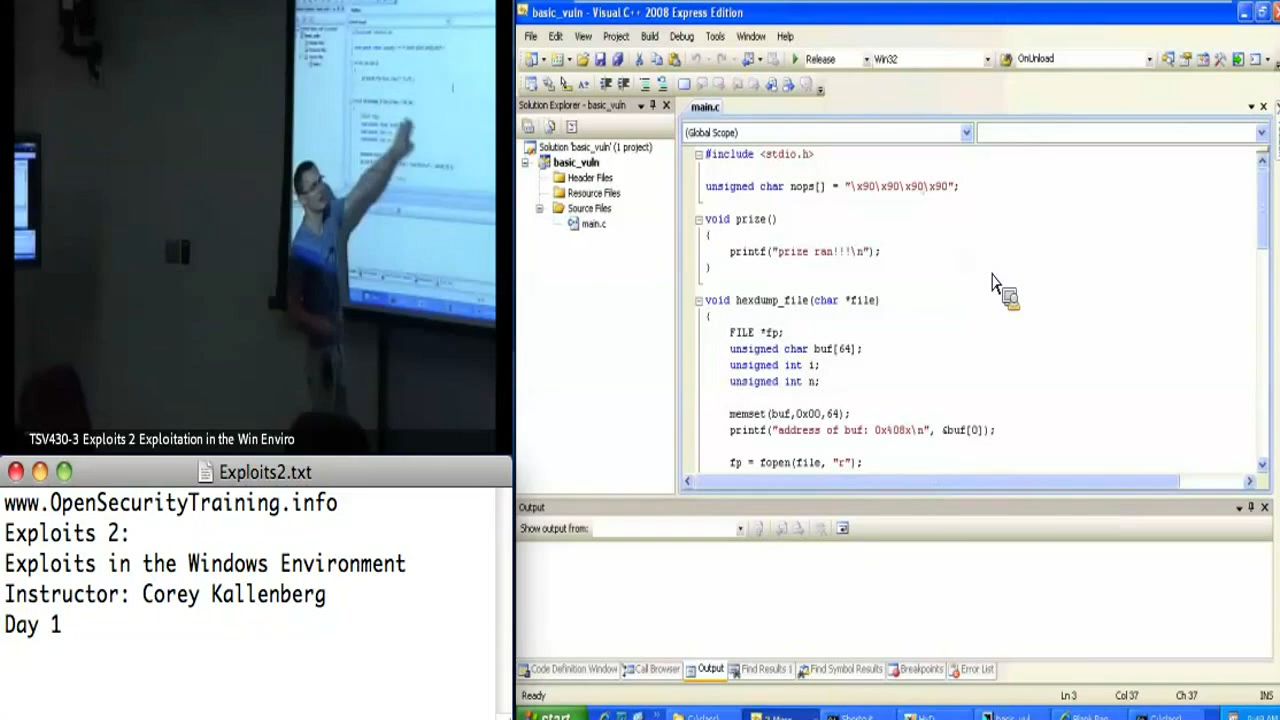 TSV430-3 Exploits 2 Exploitation in the Win Enviro
Exploits2.txt
www.OpenSecurityTraining.info
Exploits 2:
Exploits in the Windows Environment
Instructor: Corey Kallenberg
Day 1
basic_vuln - Visual C++ 2008 Express Edition
File Edit View Project Build Debug Tools Window Help
Release Win32 OnUnload
Solution Explorer - basic_vuln
Solution 'basic_vuln' (1 project)
basic_vuln
Header Files
Resource Files
Source Files
main.c
main.c
(Global Scope)
#include <stdio.h>
unsigned char nops[] = "\x90\x90\x90\x90";
void prize()
{
printf("prize ran!!!\n");
}
void hexdump_file(char *file)
{
FILE *fp;
unsigned char buf[64];
unsigned int i;
unsigned int n;
memset(buf,0x00,64);
printf("address of buf: 0x%08x\n", &buf[0]);
fp = fopen(file, "r");
Output
Show output from:
Code Definition Window Call Browser Output Find Results 1 Find Symbol Results Breakpoints Error List
Ready Ln 3 Col 37 Ch 37 INS
start